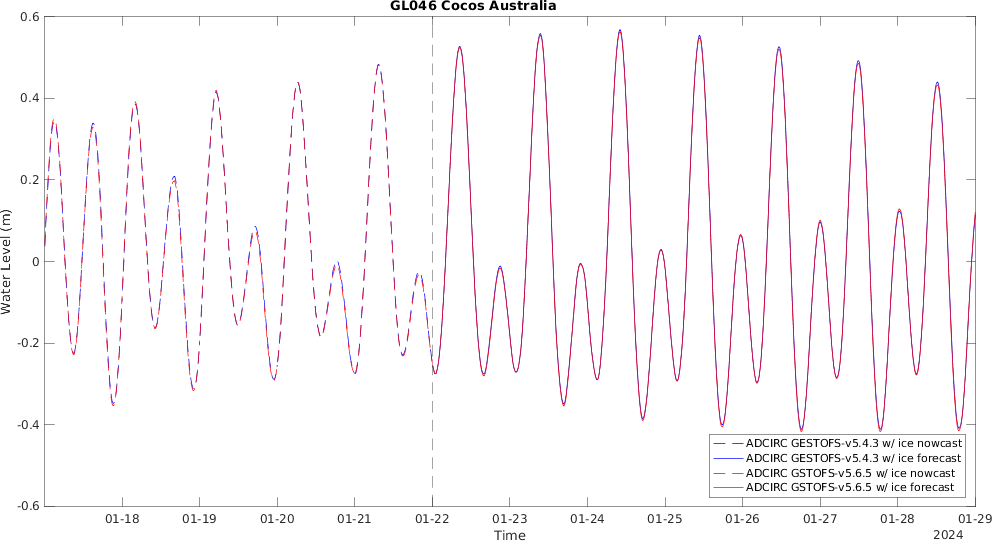 GL046 Cocos Australia
0.6
0.4
0.2
0
-0.2
-0.4
-0.6
Water Level (m)
01-18 01-19 01-20 01-21 01-22 01-23 01-24 01-25 01-26 01-27 01-28 01-29
Time
2024
ADCIRC GESTOFS-v5.4.3 w/ ice nowcast
ADCIRC GESTOFS-v5.4.3 w/ ice forecast
ADCIRC GSTOFS-v5.6.5 w/ ice nowcast
ADCIRC GSTOFS-v5.6.5 w/ ice forecast